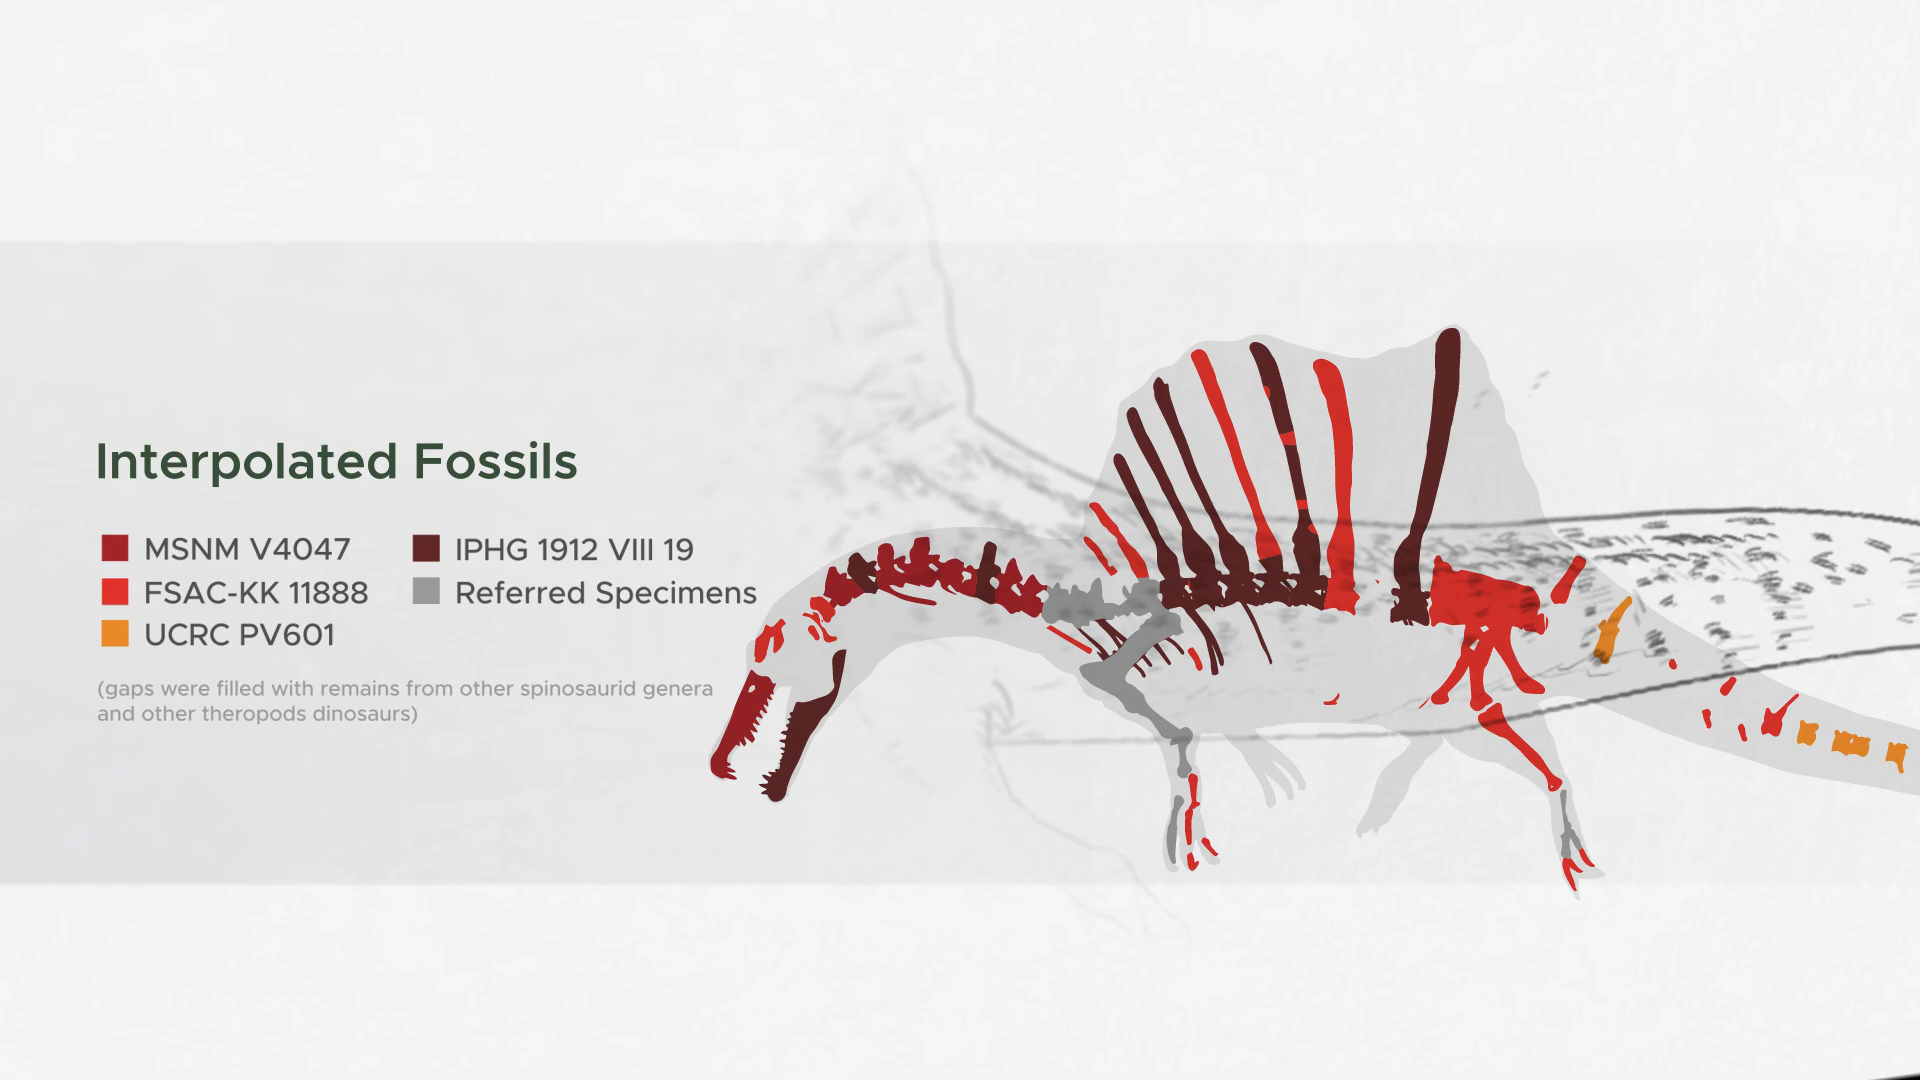 Interpolated Fossils
MSNM V4047
IPHG 1912 VIII 19
FSAC-KK 11888
Referred Specimens
UCRC PV601
(gaps were filled with remains from other spinosaurid genera
and other theropods dinosaurs)